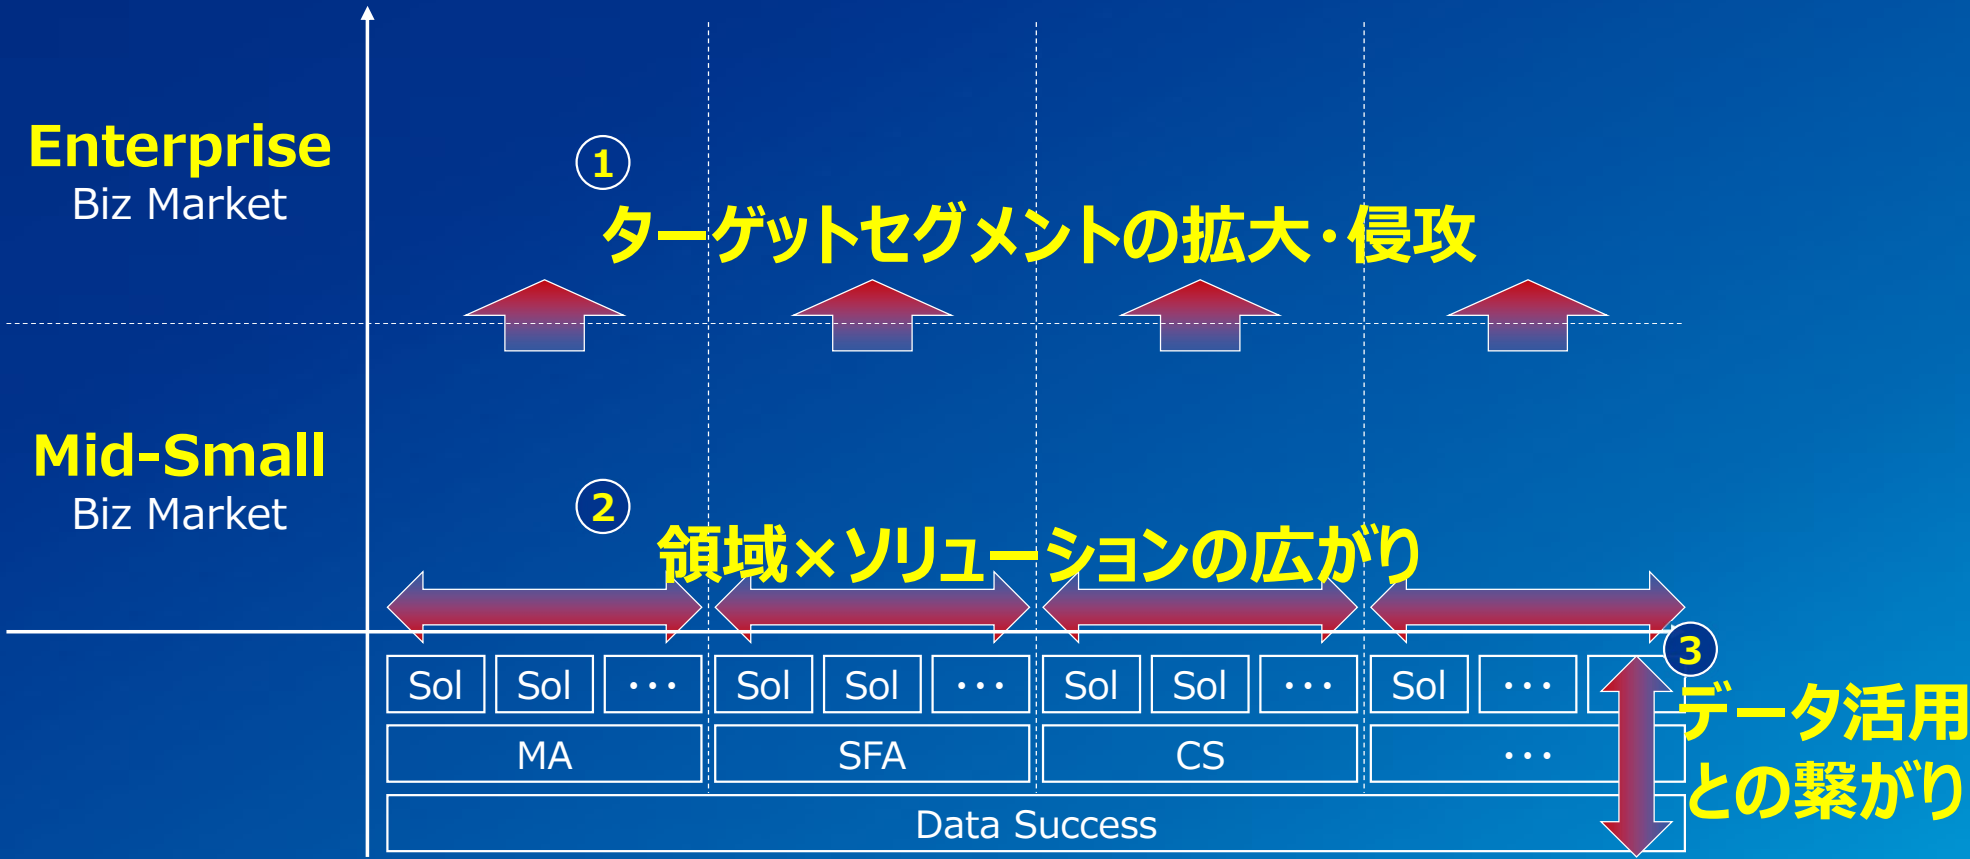 Enterprise
Biz Market
①
ターゲットセグメントの拡大・侵攻
Mid-Small
Biz Market
②
領域×ソリューションの広がり
③
データ活用
との繋がり
Sol Sol ・・・ Sol Sol ・・・ Sol Sol ・・・ Sol ・・・
MA SFA CS ・・・
Data Success